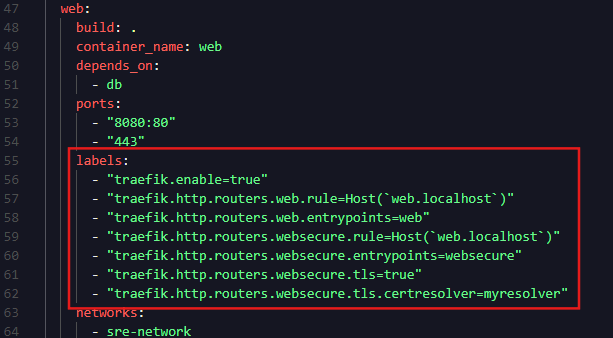 47 web:
48 build: .
49 container_name: web
50 depends_on:
51 - db
52 ports:
53 - "8080:80"
54 - "443"
55 labels:
56 - "traefik.enable=true"
57 - "traefik.http.routers.web.rule=Host(`web.localhost`)"
58 - "traefik.http.routers.web.entrypoints=web"
59 - "traefik.http.routers.websecure.rule=Host(`web.localhost`)"
60 - "traefik.http.routers.websecure.entrypoints=websecure"
61 - "traefik.http.routers.websecure.tls=true"
62 - "traefik.http.routers.websecure.tls.certresolver=myresolver"
63 networks:
64 - sre-network